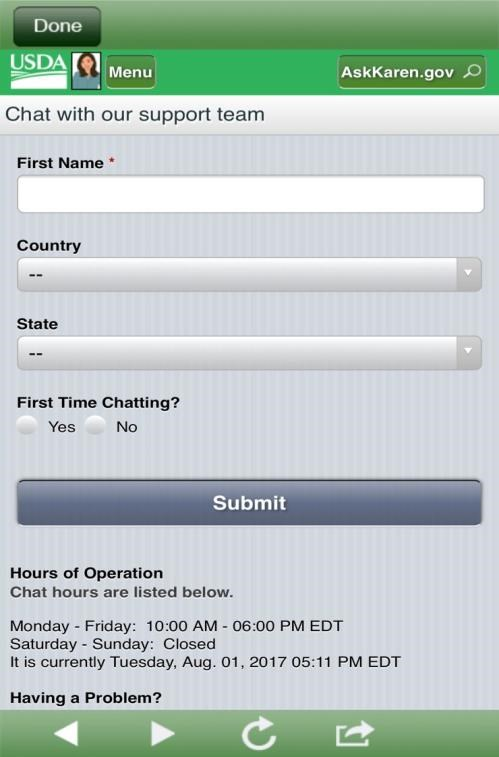 Done
USDA Menu AskKaren.gov
Chat with our support team
First Name *
Country
--
State
--
First Time Chatting?
Yes No
Submit
Hours of Operation
Chat hours are listed below.
Monday - Friday: 10:00 AM - 06:00 PM EDT
Saturday - Sunday: Closed
It is currently Tuesday, Aug. 01, 2017 05:11 PM EDT
Having a Problem?